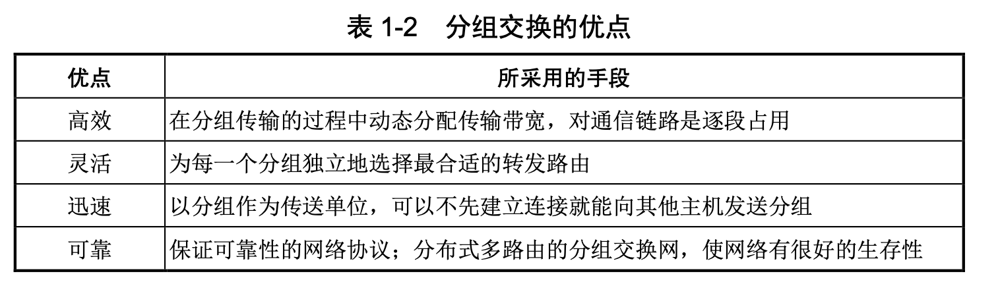 表 1-2 分组交换的优点
优点 所采用的手段
高效 在分组传输的过程中动态分配传输带宽，对通信链路是逐段占用
灵活 为每一个分组独立地选择最合适的转发路由
迅速 以分组作为传送单位，可以不先建立连接就能向其他主机发送分组
可靠 保证可靠性的网络协议；分布式多路由的分组交换网，使网络有很好的生存性